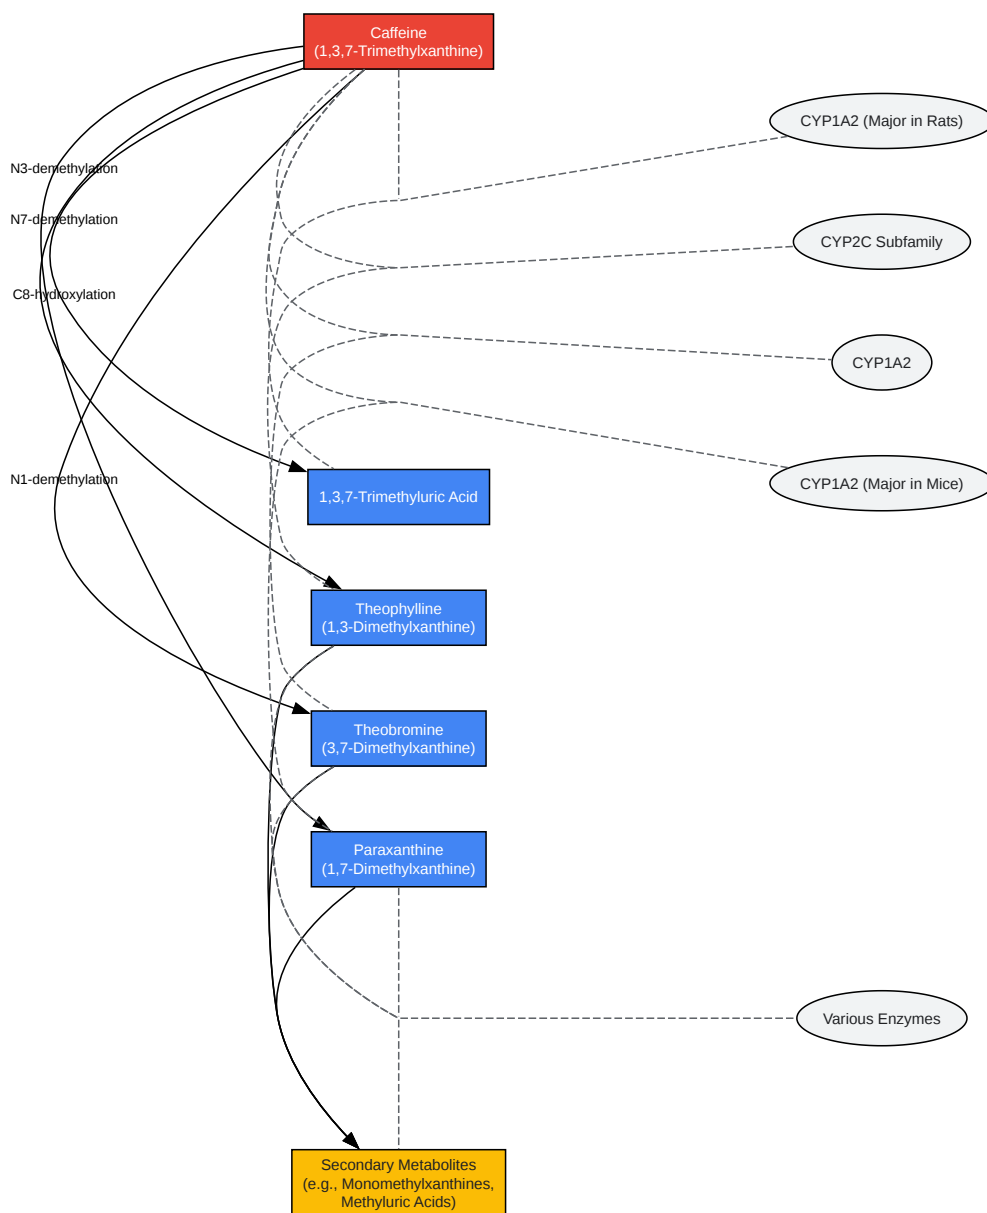 Caffeine
(1,3,7-Trimethylxanthine)
CYP1A2 (Major in Rats)
N3-demethylation
N7-demethylation
CYP2C Subfamily
C8-hydroxylation
CYP1A2
N1-demethylation
CYP1A2 (Major in Mice)
1,3,7-Trimethyluric Acid
Theophylline
(1,3-Dimethylxanthine)
Theobromine
(3,7-Dimethylxanthine)
Paraxanthine
(1,7-Dimethylxanthine)
Various Enzymes
Secondary Metabolites
(e.g., Monomethylxanthines,
Methyluric Acids)